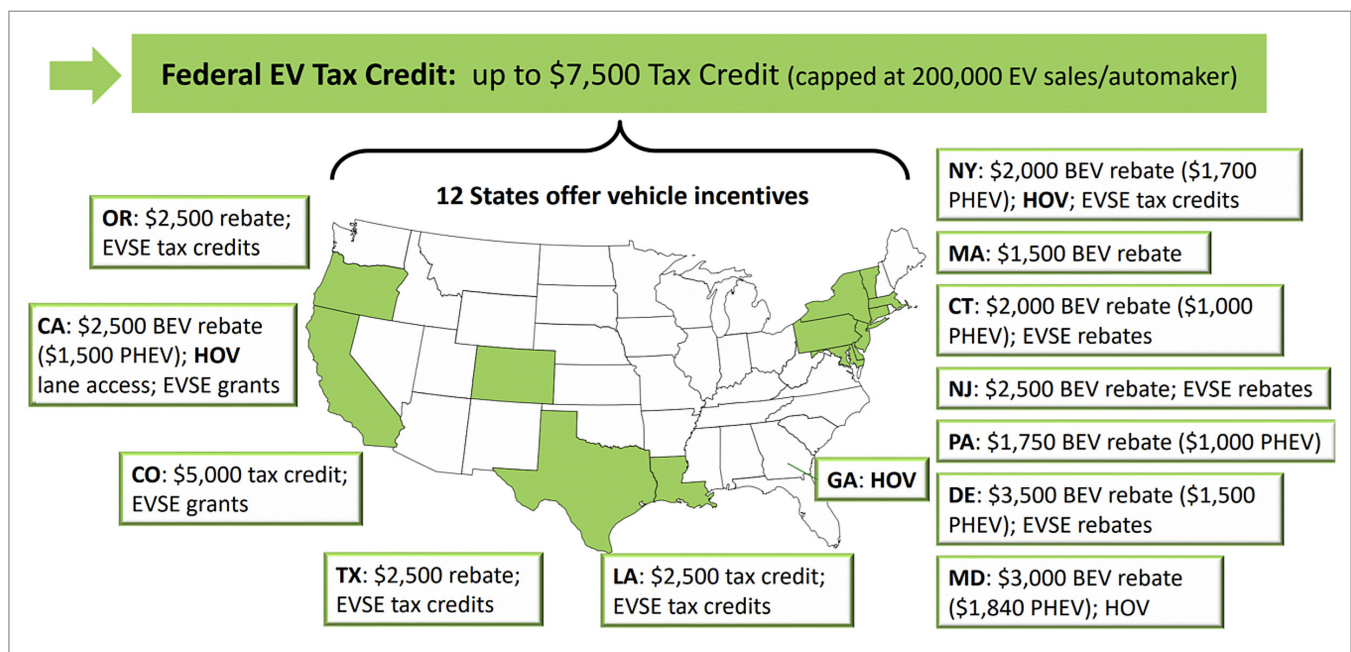 Federal EV Tax Credit: up to $7,500 Tax Credit (capped at 200,000 EV sales/automaker)
12 States offer vehicle incentives
OR: $2,500 rebate;
EVSE tax credits
CA: $2,500 BEV rebate
($1,500 PHEV); HOV
lane access; EVSE grants
CO: $5,000 tax credit;
EVSE grants
TX: $2,500 rebate;
EVSE tax credits
LA: $2,500 tax credit;
EVSE tax credits
GA: HOV
NY: $2,000 BEV rebate ($1,700
PHEV); HOV; EVSE tax credits
MA: $1,500 BEV rebate
CT: $2,000 BEV rebate ($1,000
PHEV); EVSE rebates
NJ: $2,500 BEV rebate; EVSE rebates
PA: $1,750 BEV rebate ($1,000 PHEV)
DE: $3,500 BEV rebate ($1,500
PHEV); EVSE rebates
MD: $3,000 BEV rebate
($1,840 PHEV); HOV